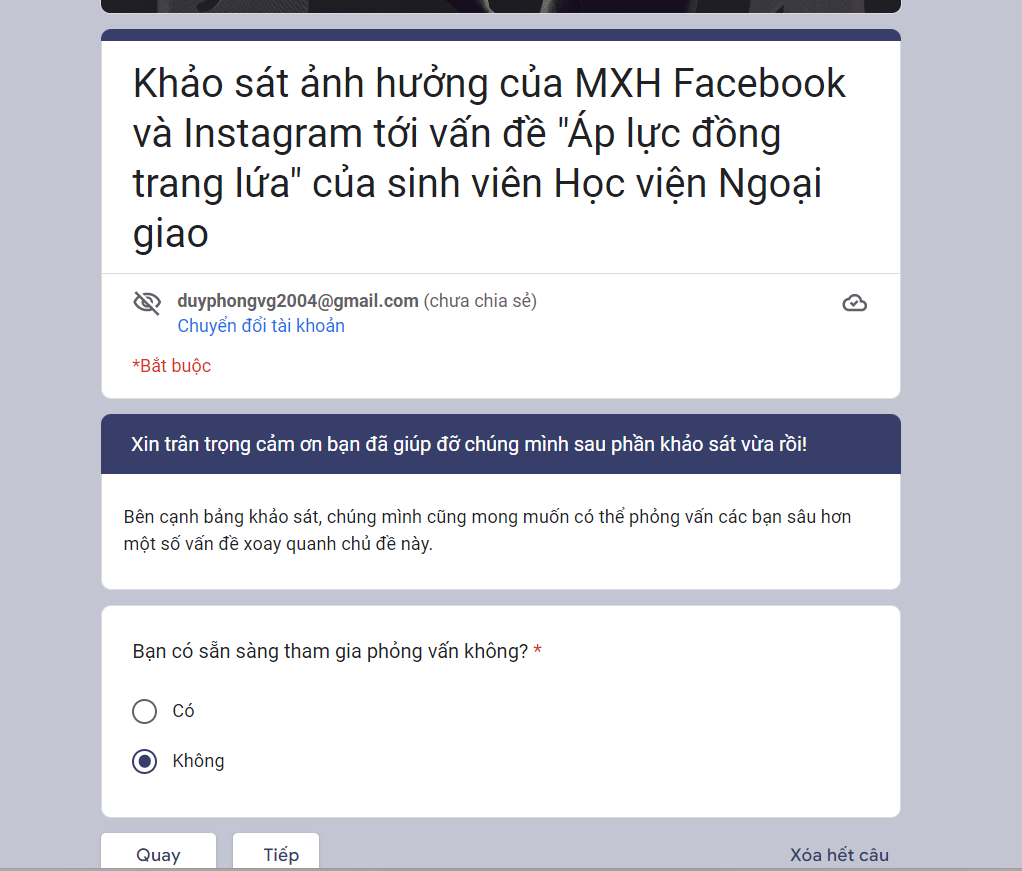 Khảo sát ảnh hưởng của MXH Facebook
và Instagram tới vấn đề "Áp lực đồng
trang lứa" của sinh viên Học viện Ngoại
giao
duyphongvg2004@gmail.com (chưa chia sẻ)
Chuyển đổi tài khoản
*Bắt buộc
Xin trân trọng cảm ơn bạn đã giúp đỡ chúng mình sau phần khảo sát vừa rồi!
Bên cạnh bảng khảo sát, chúng mình cũng mong muốn có thể phỏng vấn các bạn sâu hơn
một số vấn đề xoay quanh chủ đề này.
Bạn có sẵn sàng tham gia phỏng vấn không? *
Có
Không
Quay Tiếp Xóa hết câu